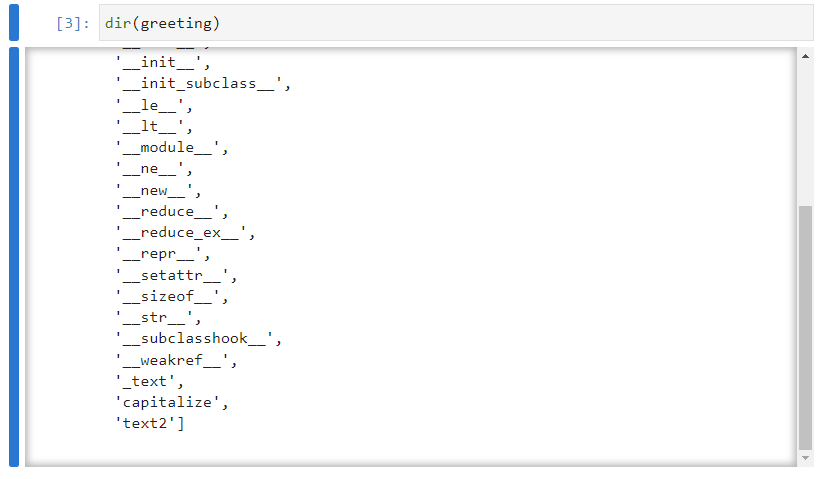 [3]: dir(greeting)
'__init__',
'__init_subclass__',
'__le__',
'__lt__',
'__module__',
'__ne__',
'__new__',
'__reduce__',
'__reduce_ex__',
'__repr__',
'__setattr__',
'__sizeof__',
'__str__',
'__subclasshook__',
'__weakref__',
'_text',
'capitalize',
'text2']